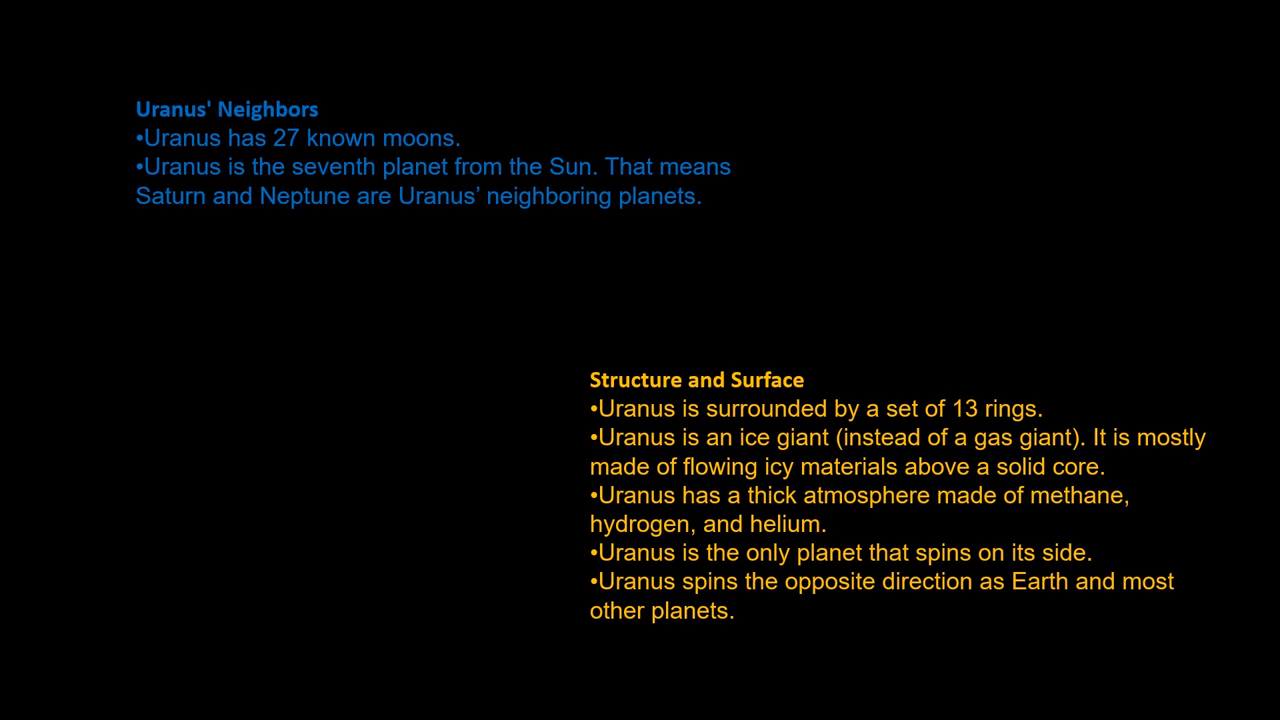 Uranus' Neighbors
•Uranus has 27 known moons.
•Uranus is the seventh planet from the Sun. That means
Saturn and Neptune are Uranus’ neighboring planets.
Structure and Surface
•Uranus is surrounded by a set of 13 rings.
•Uranus is an ice giant (instead of a gas giant). It is mostly
made of flowing icy materials above a solid core.
•Uranus has a thick atmosphere made of methane,
hydrogen, and helium.
•Uranus is the only planet that spins on its side.
•Uranus spins the opposite direction as Earth and most
other planets.